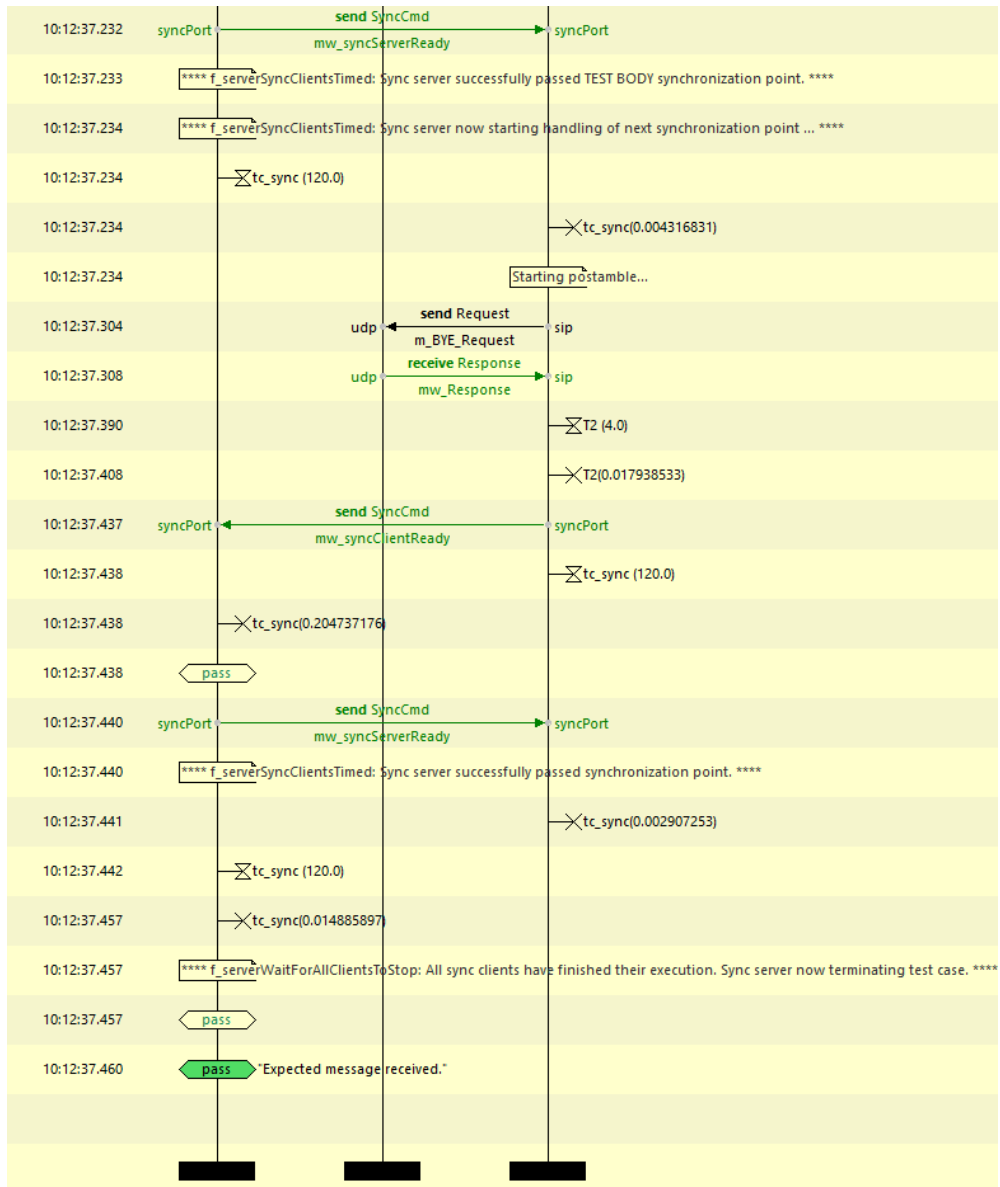 send SyncCmd
10:12:37.232 syncPort syncPort
mw_syncServerReady
10:12:37.233 **** f_serverSyncClientsTimed: Sync server successfully passed TEST BODY synchronization point. ****
10:12:37.234 **** f_serverSyncClientsTimed: Sync server now starting handling of next synchronization point ... ****
10:12:37.234 tc_sync (120.0)
10:12:37.234 tc_sync(0.004316831)
10:12:37.234 Starting postamble...
send Request
10:12:37.304 udp sip
m_BYE_Request
receive Response
10:12:37.308 udp sip
mw_Response
10:12:37.390 T2 (4.0)
10:12:37.408 T2(0.017938533)
send SyncCmd
10:12:37.437 syncPort syncPort
mw_syncClientReady
10:12:37.438 tc_sync (120.0)
10:12:37.438 tc_sync(0.204737176)
10:12:37.438 pass
send SyncCmd
10:12:37.440 syncPort syncPort
mw_syncServerReady
10:12:37.440 **** f_serverSyncClientsTimed: Sync server successfully passed synchronization point. ****
10:12:37.441 tc_sync(0.002907253)
10:12:37.442 tc_sync (120.0)
10:12:37.457 tc_sync(0.014885897)
10:12:37.457 **** f_serverWaitForAllClientsToStop: All sync clients have finished their execution. Sync server now terminating test case. ****
10:12:37.457 pass
10:12:37.460 pass "Expected message received."